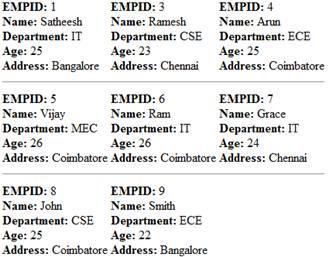 EMPID: 1
Name: Satheesh
Department: IT
Age: 25
Address: Bangalore
EMPID: 3
Name: Ramesh
Department: CSE
Age: 23
Address: Chennai
EMPID: 4
Name: Arun
Department: ECE
Age: 25
Address: Coimbatore
EMPID: 5
Name: Vijay
Department: MEC
Age: 26
Address: Coimbatore
EMPID: 6
Name: Ram
Department: IT
Age: 26
Address: Coimbatore
EMPID: 7
Name: Grace
Department: IT
Age: 24
Address: Chennai
EMPID: 8
Name: John
Department: CSE
Age: 25
Address: Coimbatore
EMPID: 9
Name: Smith
Department: ECE
Age: 22
Address: Bangalore